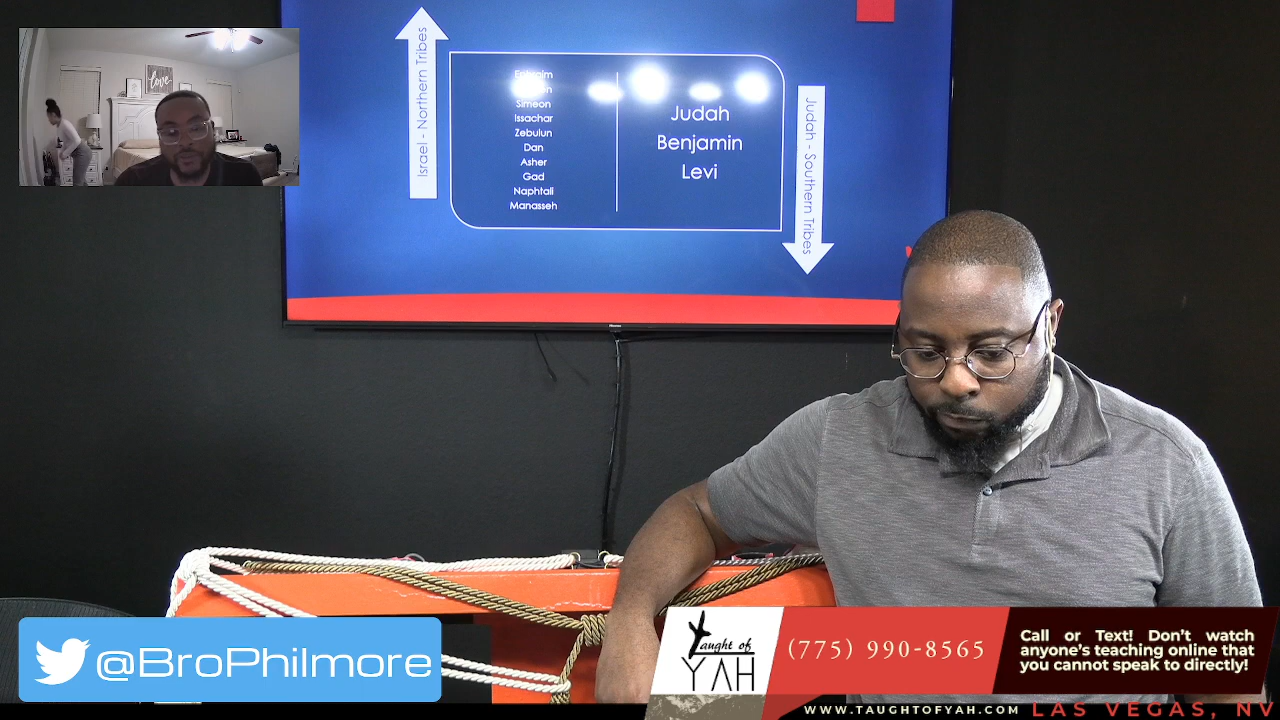 Israel - Northern Tribes
Ephraim
Simeon
Issachar
Zebulun
Dan
Asher
Gad
Naphtali
Manasseh
Judah
Benjamin
Levi
Judah - Southern Tribes
love
Hisense
@BroPhilmore
Taught of
YAH
(775) 990-8565
Call or Text! Don't watch
anyone's teaching online that
you cannot speak to directly!
WWW.TAUGHTOFYAH.COM
LAS VEGAS, NV